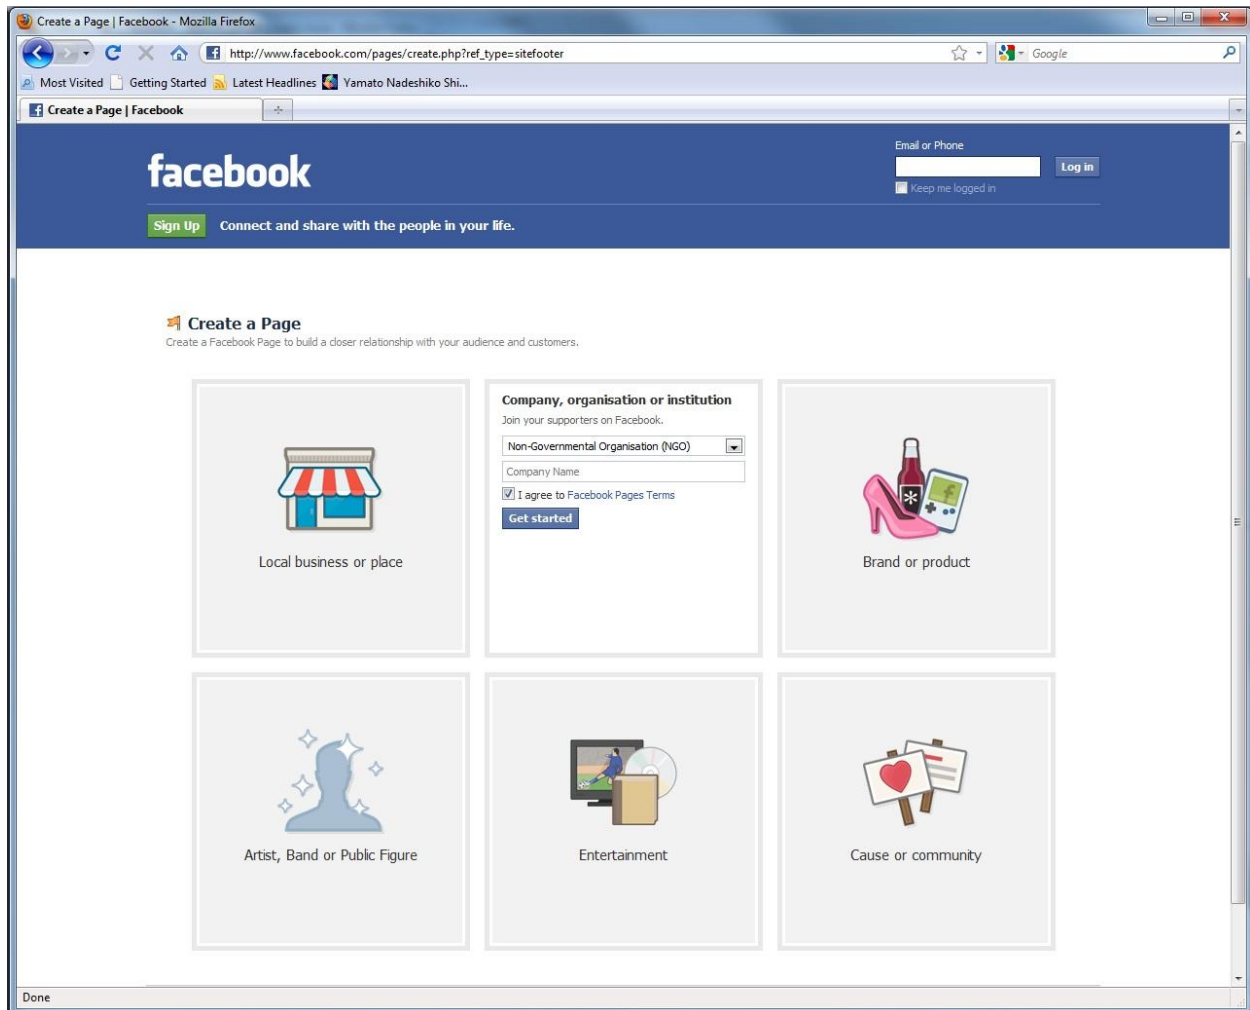 Create a Page | Facebook - Mozilla Firefox
http://www.facebook.com/pages/create.php?ref_type=sitefooter
Google
Most Visited Getting Started Latest Headlines Yamato Nadeshiko Shi...
Create a Page | Facebook
facebook
Email or Phone
Log in
Keep me logged in
Sign Up Connect and share with the people in your life.
Create a Page
Create a Facebook Page to build a closer relationship with your audience and customers.
Local business or place
Company, organisation or institution
Join your supporters on Facebook.
Non-Governmental Organisation (NGO)
Company Name
I agree to Facebook Pages Terms
Get started
Brand or product
Artist, Band or Public Figure
Entertainment
Cause or community
Done